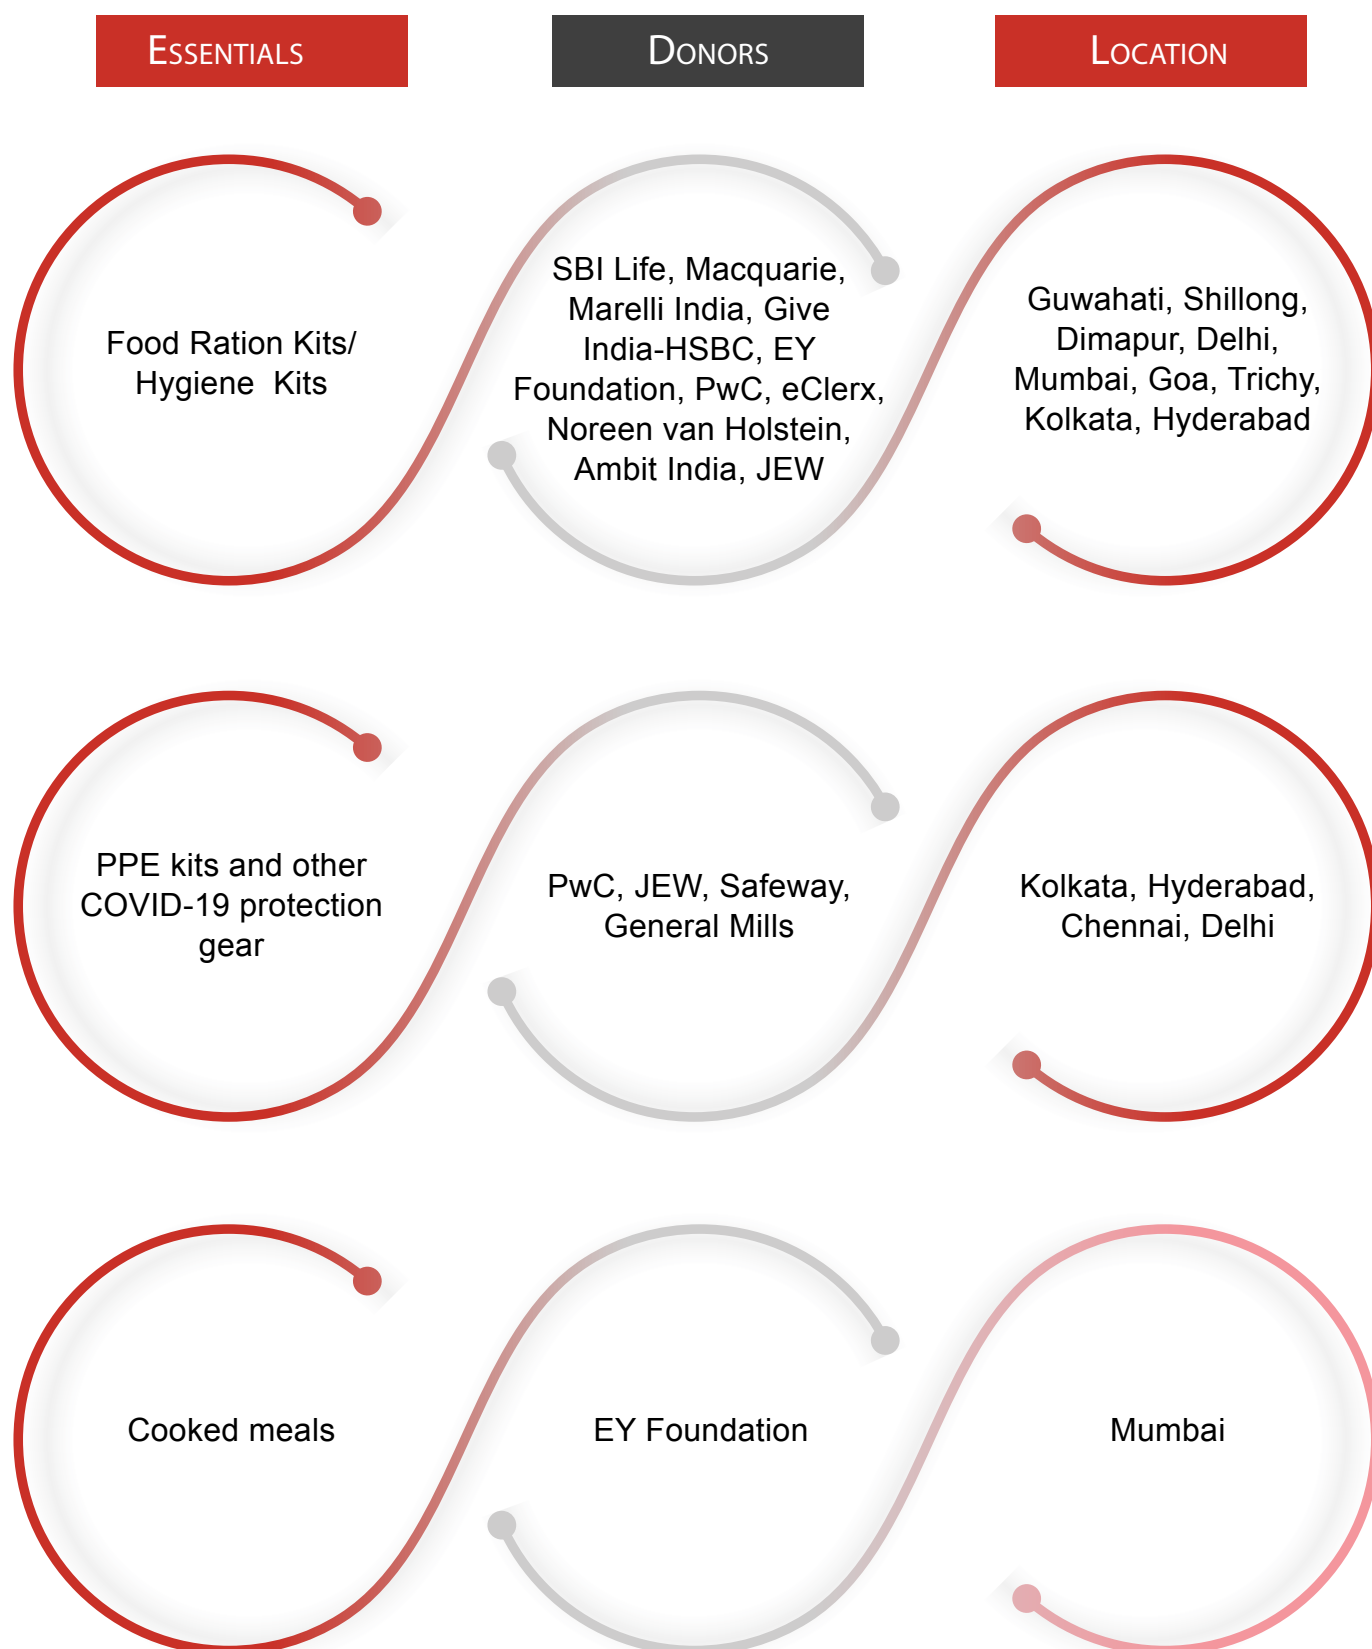 ESSENTIALS
DONORS
LOCATION
Food Ration Kits/
Hygiene Kits
SBI Life, Macquarie,
Marelli India, Give
India-HSBC, EY
Foundation, PwC, eClerx,
Noreen van Holstein,
Ambit India, JEW
Guwahati, Shillong,
Dimapur, Delhi,
Mumbai, Goa, Trichy,
Kolkata, Hyderabad
PPE kits and other
COVID-19 protection
gear
PwC, JEW, Safeway,
General Mills
Kolkata, Hyderabad,
Chennai, Delhi
Cooked meals
EY Foundation
Mumbai